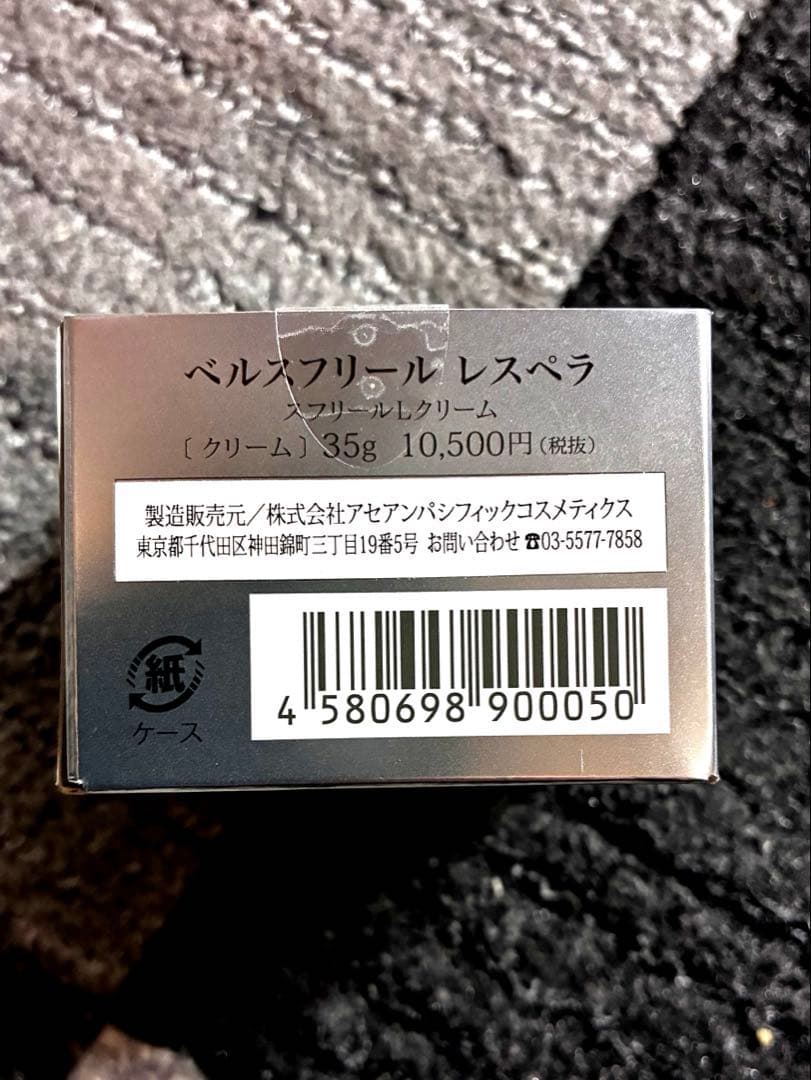 ベルスフリール レスペラ
スフリールLクリーム
〔クリーム〕35g 10,500円(税抜)
製造販売元/株式会社アセアンパシフィックコスメティクス
東京都千代田区神田錦町三丁目19番5号 お問い合わせ☎03-5577-7858
紙
ケース
4 580698 900050